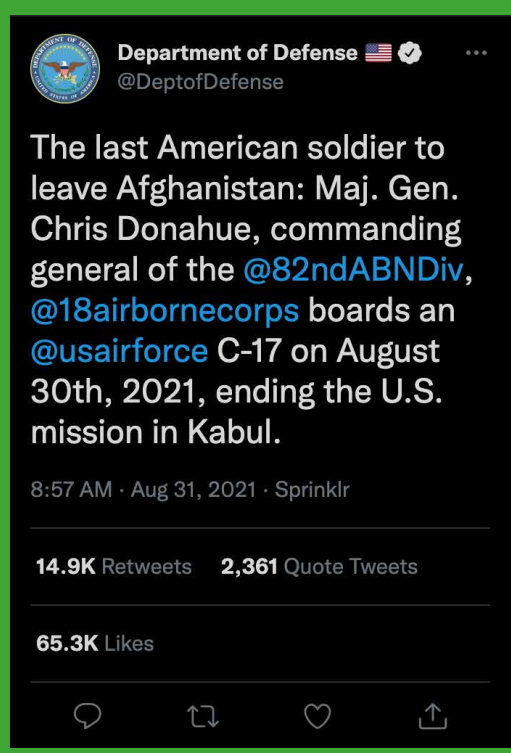 Department of Defense 🇺🇸
@DeptofDefense
The last American soldier to
leave Afghanistan: Maj. Gen.
Chris Donahue, commanding
general of the @82ndABNDiv,
@18airbornecorps boards an
@usairforce C-17 on August
30th, 2021, ending the U.S.
mission in Kabul.
8:57 AM · Aug 31, 2021 · Sprinklr
14.9K Retweets 2,361 Quote Tweets
65.3K Likes